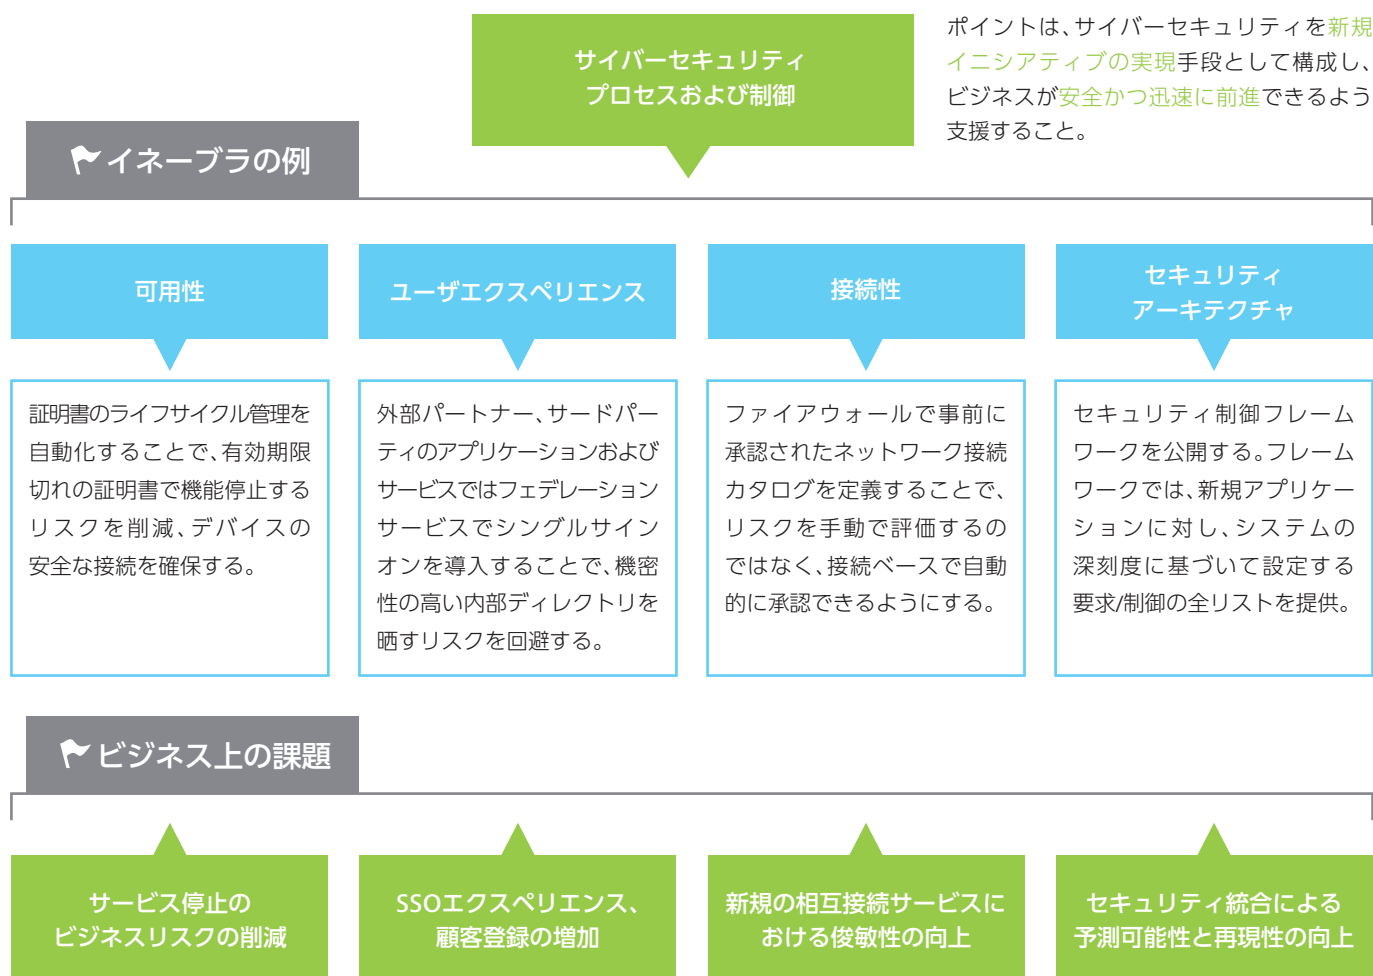 サイバーセキュリティ
プロセスおよび制御
ポイントは、サイバーセキュリティを新規
イニシアティブの実現手段として構成し、
ビジネスが安全かつ迅速に前進できるよう
支援すること。
イネーブラの例
可用性
証明書のライフサイクル管理を
自動化することで、有効期限
切れの証明書で機能停止する
リスクを削減、デバイスの
安全な接続を確保する。
ユーザエクスペリエンス
外部パートナー、サードパー
ティのアプリケーションおよび
サービスではフェデレーション
サービスでシングルサイン
オンを導入することで、機密
性の高い内部ディレクトリを
晒すリスクを回避する。
接続性
ファイアウォールで事前に
承認されたネットワーク接続
カタログを定義することで、
リスクを手動で評価するの
ではなく、接続ベースで自動
的に承認できるようにする。
セキュリティ
アーキテクチャ
セキュリティ制御フレーム
ワークを公開する。フレーム
ワークでは、新規アプリケー
ションに対し、システムの
深刻度に基づいて設定する
要求/制御の全リストを提供。
ビジネス上の課題
サービス停止の
ビジネスリスクの削減
SSOエクスペリエンス、
顧客登録の増加
新規の相互接続サービスに
おける俊敏性の向上
セキュリティ統合による
予測可能性と再現性の向上